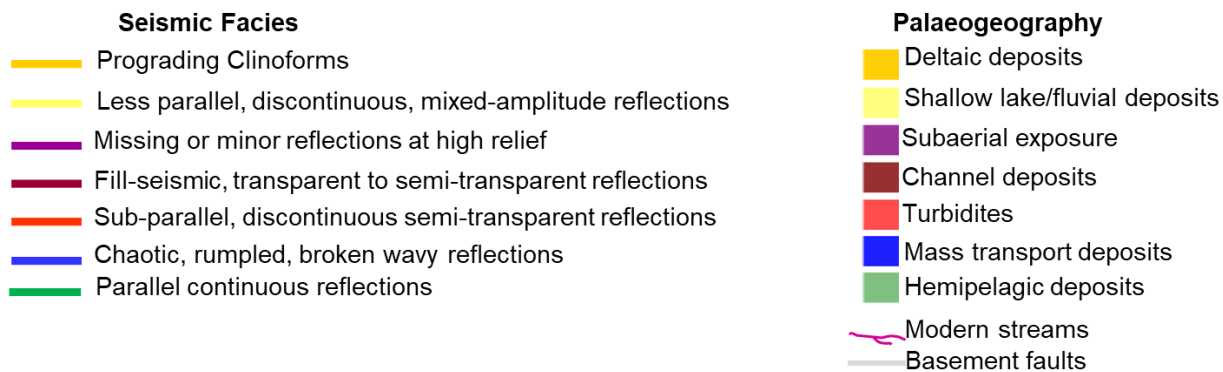 Seismic Facies
Prograding Clinoforms
Less parallel, discontinuous, mixed-amplitude reflections
Missing or minor reflections at high relief
Fill-seismic, transparent to semi-transparent reflections
Sub-parallel, discontinuous semi-transparent reflections
Chaotic, rumpled, broken wavy reflections
Parallel continuous reflections
Palaeogeography
Deltaic deposits
Shallow lake/fluvial deposits
Subaerial exposure
Channel deposits
Turbidites
Mass transport deposits
Hemipelagic deposits
Modern streams
Basement faults